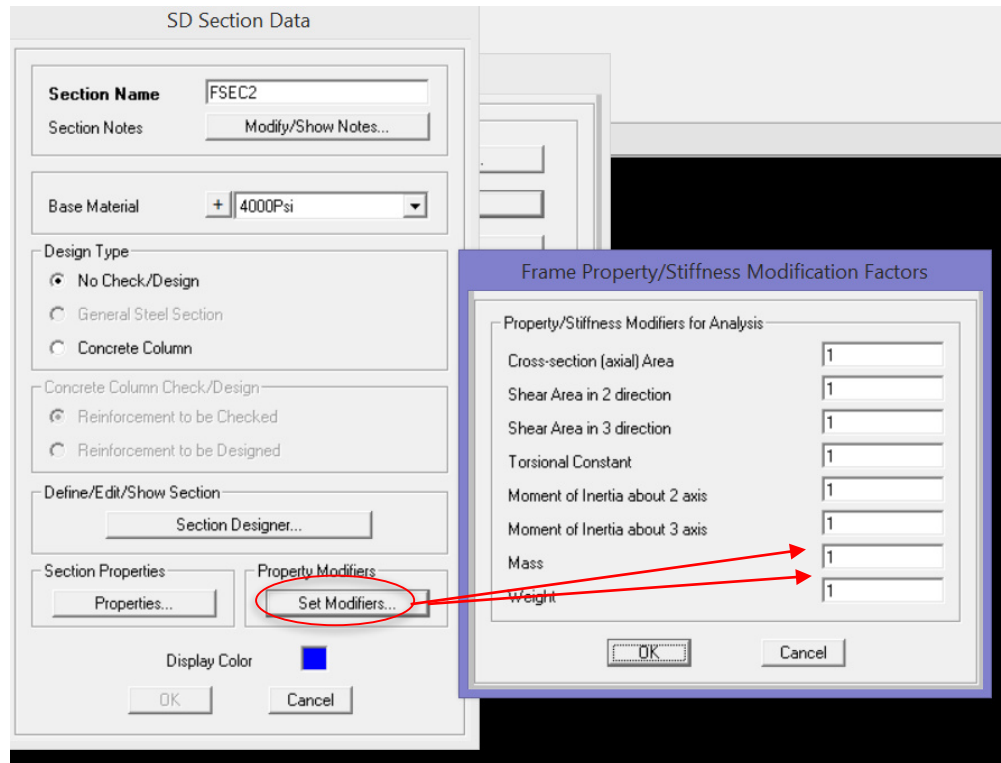 SD Section Data
Section Name FSEC2
Section Notes Modify/Show Notes...
Base Material + 4000Psi
Design Type
No Check/Design
General Steel Section
Concrete Column
Concrete Column Check/Design
Reinforcement to be Checked
Reinforcement to be Designed
Define/Edit/Show Section
Section Designer...
Section Properties
Properties...
Property Modifiers
Set Modifiers...
Display Color
OK Cancel
Frame Property/Stiffness Modification Factors
Property/Stiffness Modifiers for Analysis
Cross-section (axial) Area 1
Shear Area in 2 direction 1
Shear Area in 3 direction 1
Torsional Constant 1
Moment of Inertia about 2 axis 1
Moment of Inertia about 3 axis 1
Mass 1
Weight 1
OK Cancel